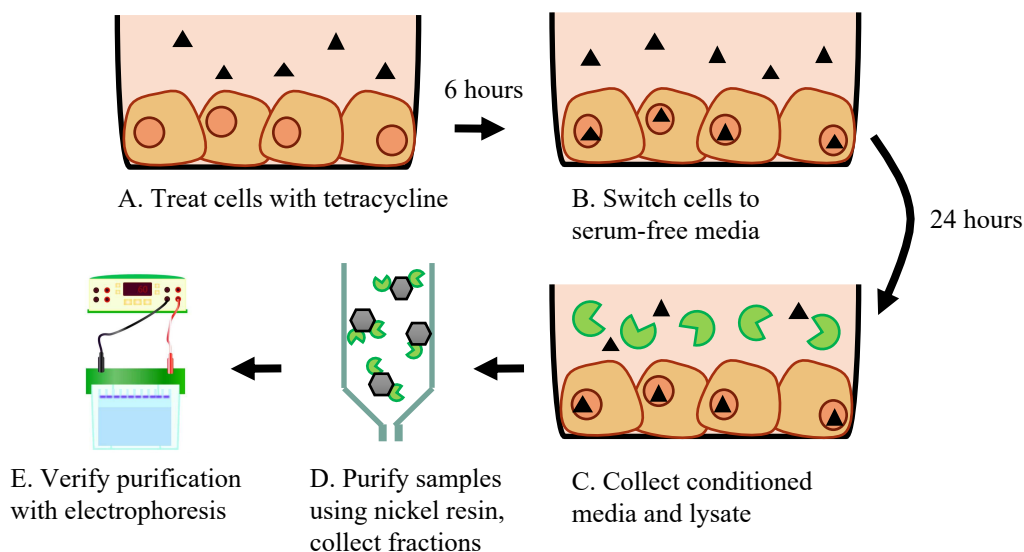 A. Treat cells with tetracycline
6 hours
B. Switch cells to
serum-free media
24 hours
C. Collect conditioned
media and lysate
D. Purify samples
using nickel resin,
collect fractions
E. Verify purification
with electrophoresis